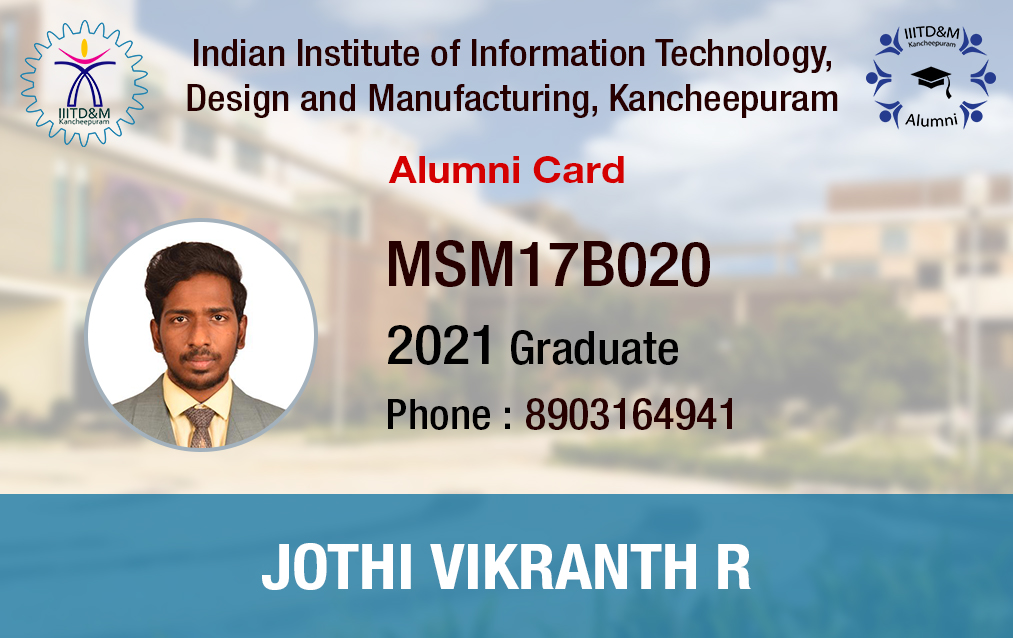 Indian Institute of Information Technology,
Design and Manufacturing, Kancheepuram
IIITD&M
Kancheepuram
IIITD&M
Kancheepuram
Alumni
Alumni Card
MSM17B020
2021 Graduate
Phone : 8903164941
JOTHI VIKRANTH R